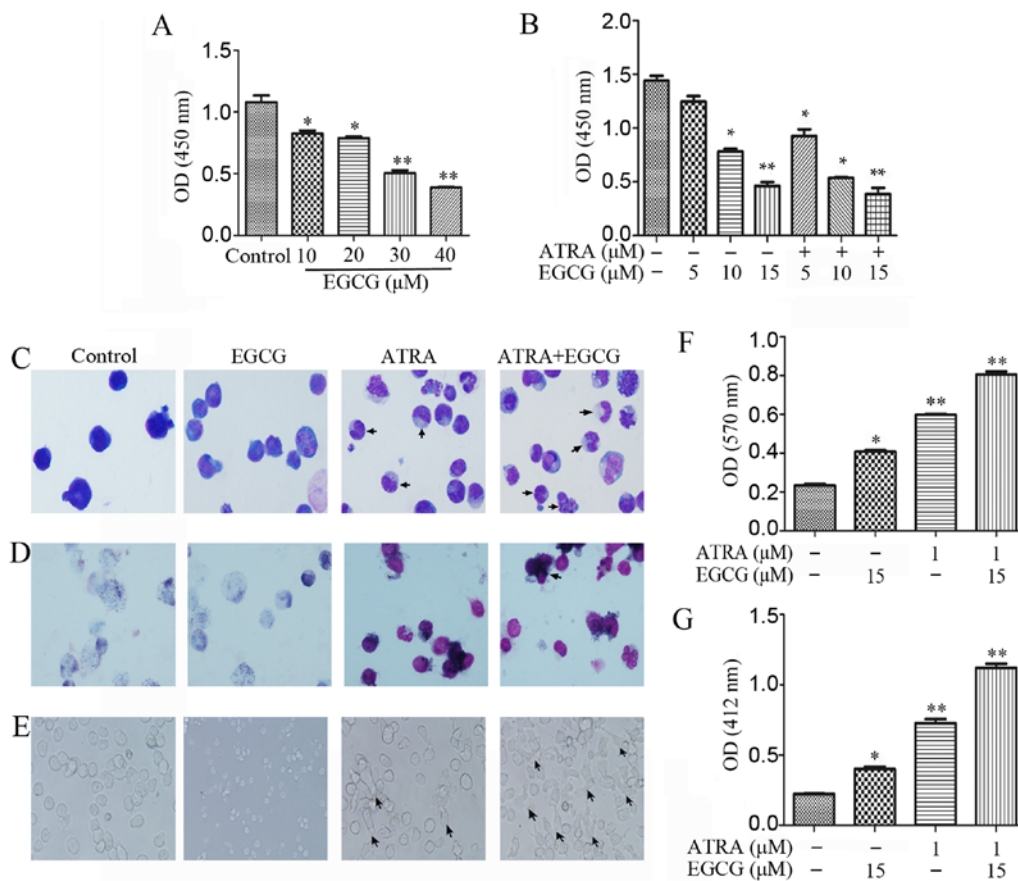 A
OD (450 nm)
1.5
1.0
0.5
0.0
* * ** **
Control 10 20 30 40
EGCG (μM)
B
OD (450 nm)
2.0
1.5
1.0
0.5
0.0
* ** * * **
ATRA (μM) − − − − + + +
EGCG (μM) − 5 10 15 5 10 15
C
Control EGCG ATRA ATRA+EGCG
D
E
F
OD (570 nm)
1.0
0.8
0.6
0.4
0.2
0.0
* ** **
ATRA (μM) − − 1 1
EGCG (μM) − 15 − 15
G
OD (412 nm)
1.5
1.0
0.5
0.0
* ** **
ATRA (μM) − − 1 1
EGCG (μM) − 15 − 15